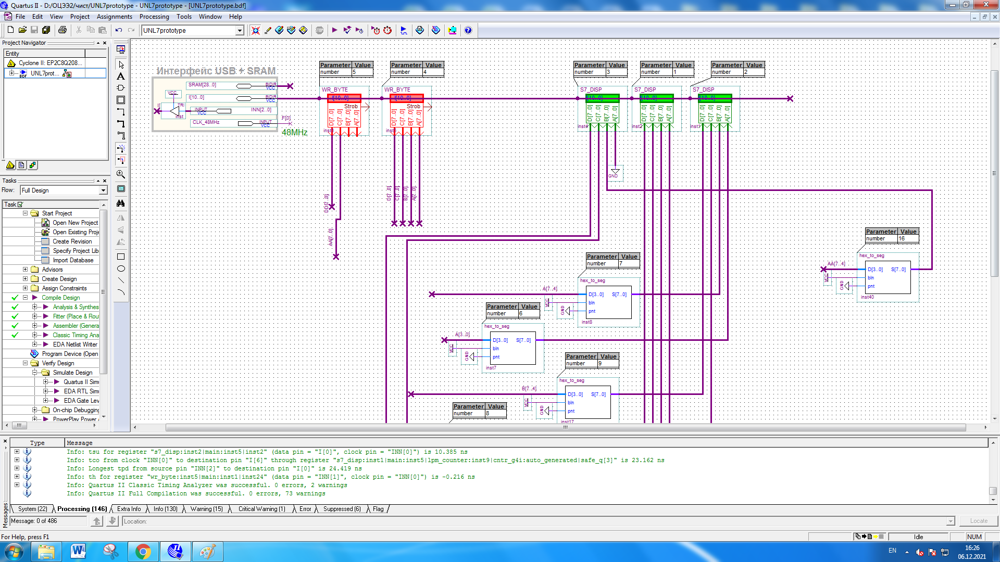 Quartus II - D:/ОЦЭЭ2/чист/UNL7prototype - UNL7prototype - [UNL7prototype.bdf]
File Edit View Project Assignments Processing Tools Window Help
UNL7prototype
Project Navigator
Entity
Cyclone II: EP2C8Q208...
UNL7prot...
Tasks
Flow: Full Design
Task
Start Project
Open New Project
Open Existing Proje
Create Revision
Specify Project Lib
Import Database
Advisors
Create Design
Assign Constraints
Compile Design
Analysis & Synthes
Fitter (Place & Rou
Assembler (Genera
Classic Timing Ana
EDA Netlist Writer
Program Device (Open
Verify Design
Simulate Design
Quartus II Simu
EDA RTL Simu
EDA Gate Lev
On-chip Debugging
PowerPlay Power A
Интерфейс USB + SRAM
SRAM[28..0] BIDIR VCC
VCC
I[10..0] BIDIR VCC
TRI
inst
INPUT VCC INN[2..0]
CLK_48MHz INPUT VCC
F[0]
48MHz
Parameter Value
number 5
WR_BYTE
I[10..0]
Strob
D[7..0] C[7..0] B[7..0] A[7..0]
DD[7..0]
AA[7..0]
Parameter Value
number 4
WR_BYTE
I[10..0]
Strob
D[7..0] C[7..0] B[7..0] A[7..0]
D[7..0] C[7..0] B[7..0] A[7..0]
Parameter Value
number 3
S7_DISP
I[10..0]
D[7..0] C[7..0] B[7..0] A[7..0]
inst4
GND
Parameter Value
number 1
S7_DISP
I[10..0]
D[7..0] C[7..0] B[7..0] A[7..0]
inst2
Parameter Value
number 2
S7_DISP
I[10..0]
D[7..0] C[7..0] B[7..0] A[7..0]
inst1
Parameter Value
number 16
hex_to_seg
AA[7..4]
D[3..0] S[7..0]
VCC
bln
GND
pnt
inst40
Parameter Value
number 7
hex_to_seg
A[7..4]
D[3..0] S[7..0]
VCC
bln
GND
pnt
inst8
Parameter Value
number 6
hex_to_seg
A[3..0]
D[3..0] S[7..0]
VCC
bln
GND
pnt
inst7
Parameter Value
number 9
hex_to_seg
B[7..4]
D[3..0] S[7..0]
VCC
bln
GND
pnt
inst17
Parameter Value
number 8
Type Message
Info: tsu for register "s7_disp:inst2|main:inst5|inst2" (data pin = "I[0]", clock pin = "INN[0]") is 10.385 ns
Info: tco from clock "INN[0]" to destination pin "I[6]" through register "s7_disp:inst1|main:inst5|lpm_counter:inst9|cntr_g4i:auto_generated|safe_q[3]" is 23.162 ns
Info: Longest tpd from source pin "INN[2]" to destination pin "I[0]" is 24.419 ns
Info: th for register "wr_byte:inst5|main:inst1|inst24" (data pin = "INN[1]", clock pin = "INN[0]") is -0.216 ns
Info: Quartus II Classic Timing Analyzer was successful. 0 errors, 2 warnings
Info: Quartus II Full Compilation was successful. 0 errors, 73 warnings
System (22) Processing (146) Extra Info Info (130) Warning (15) Critical Warning (1) Error Suppressed (6) Flag
Messages
Message: 0 of 486 Location: Locate
For Help, press F1 Idle NUM
EN
16:26
06.12.2021